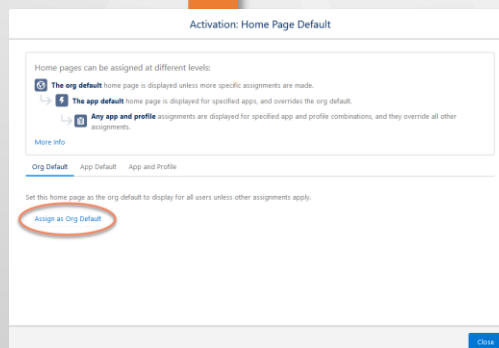 Activation: Home Page Default
Home pages can be assigned at different levels:
The org default home page is displayed unless more specific assignments are made.
The app default home page is displayed for specified apps, and overrides the org default.
Any app and profile assignments are displayed for specified app and profile combinations, and they override all other
assignments.
More Info
Org Default App Default App and Profile
Set this home page as the org default to display for all users unless other assignments apply.
Assign as Org Default
Close